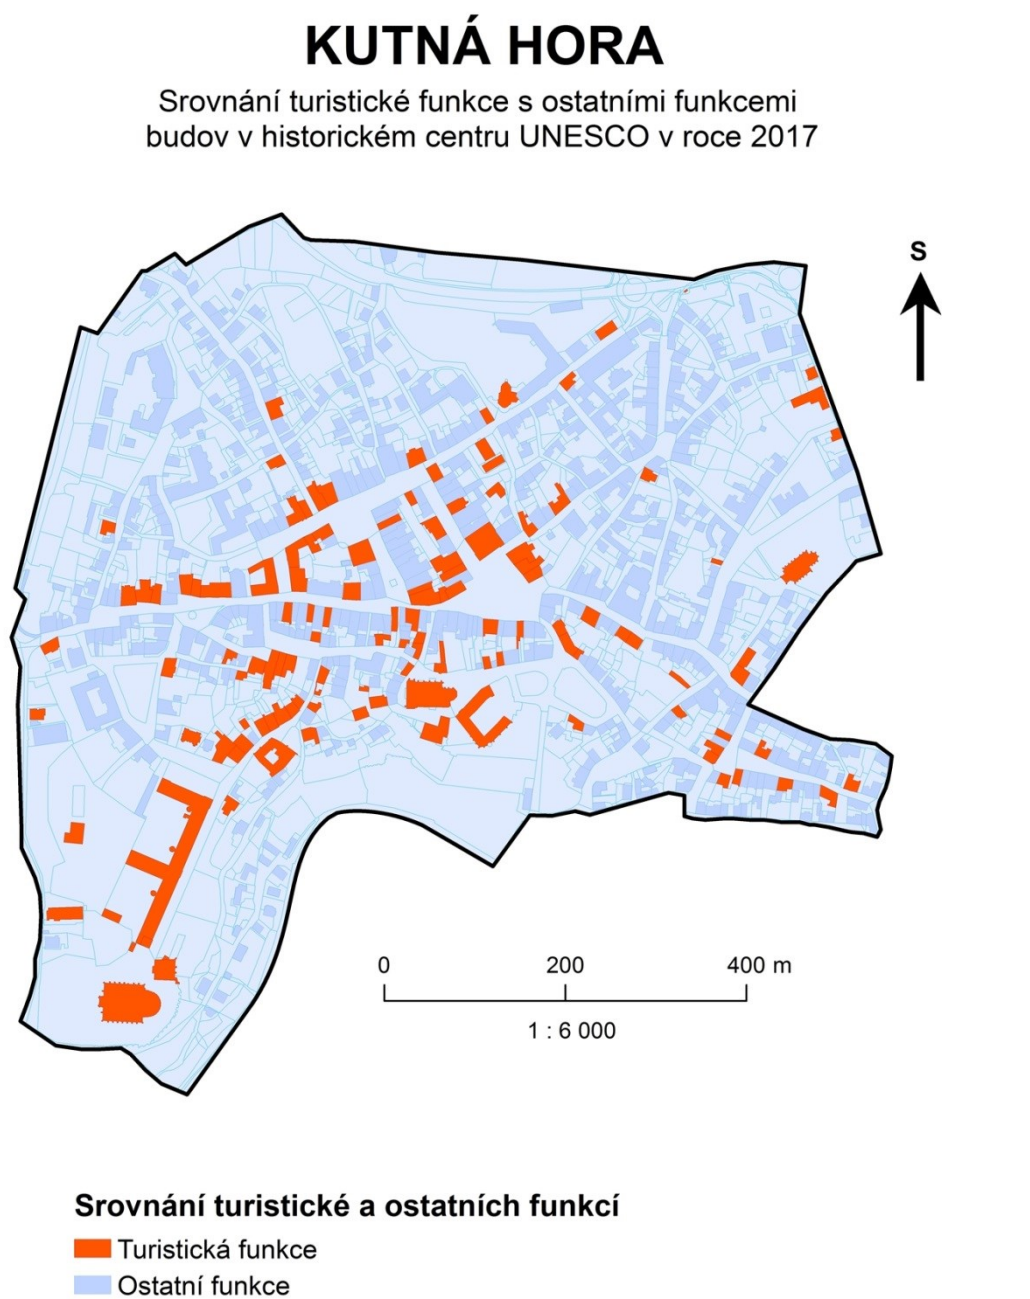 KUTNÁ HORA
Srovnání turistické funkce s ostatními funkcemi
budov v historickém centru UNESCO v roce 2017
S
0 200 400 m
1 : 6 000
Srovnání turistické a ostatních funkcí
Turistická funkce
Ostatní funkce